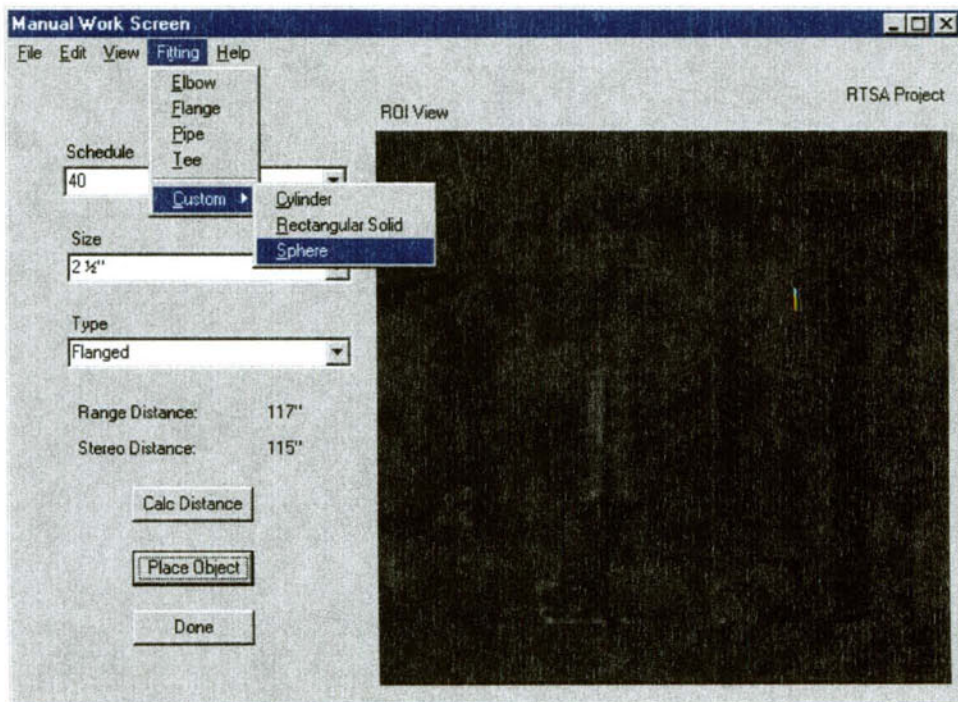 Manual Work Screen
File Edit View Fitting Help
Elbow
Flange
Pipe
Tee
Custom
Cylinder
Rectangular Solid
Sphere
RTSA Project
ROI View
Schedule
40
Size
2 ½"
Type
Flanged
Range Distance: 117"
Stereo Distance: 115"
Calc Distance
Place Object
Done